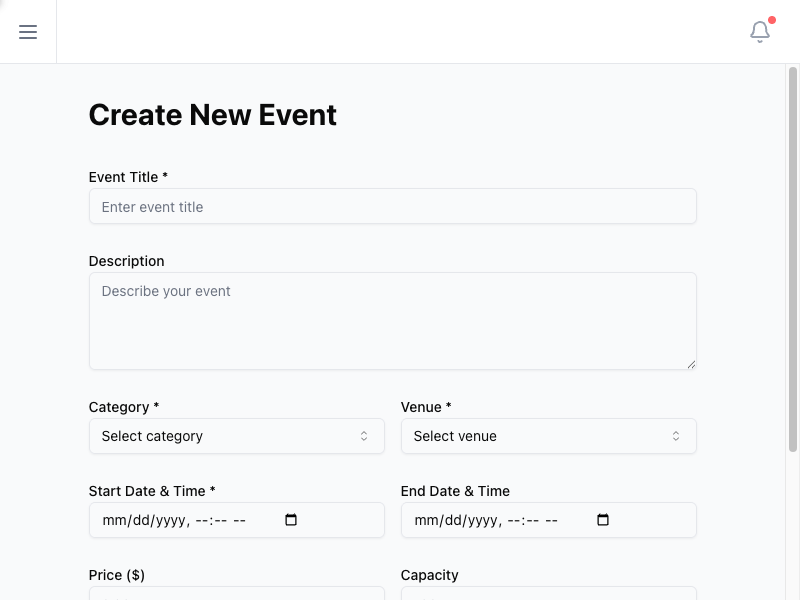 Create New Event
Event Title *
Enter event title
Description
Describe your event
Category *
Venue *
Select category
Select venue
Start Date & Time *
End Date & Time
mm/dd/yyyy, --:-- --
mm/dd/yyyy, --:-- --
Price ($)
Capacity